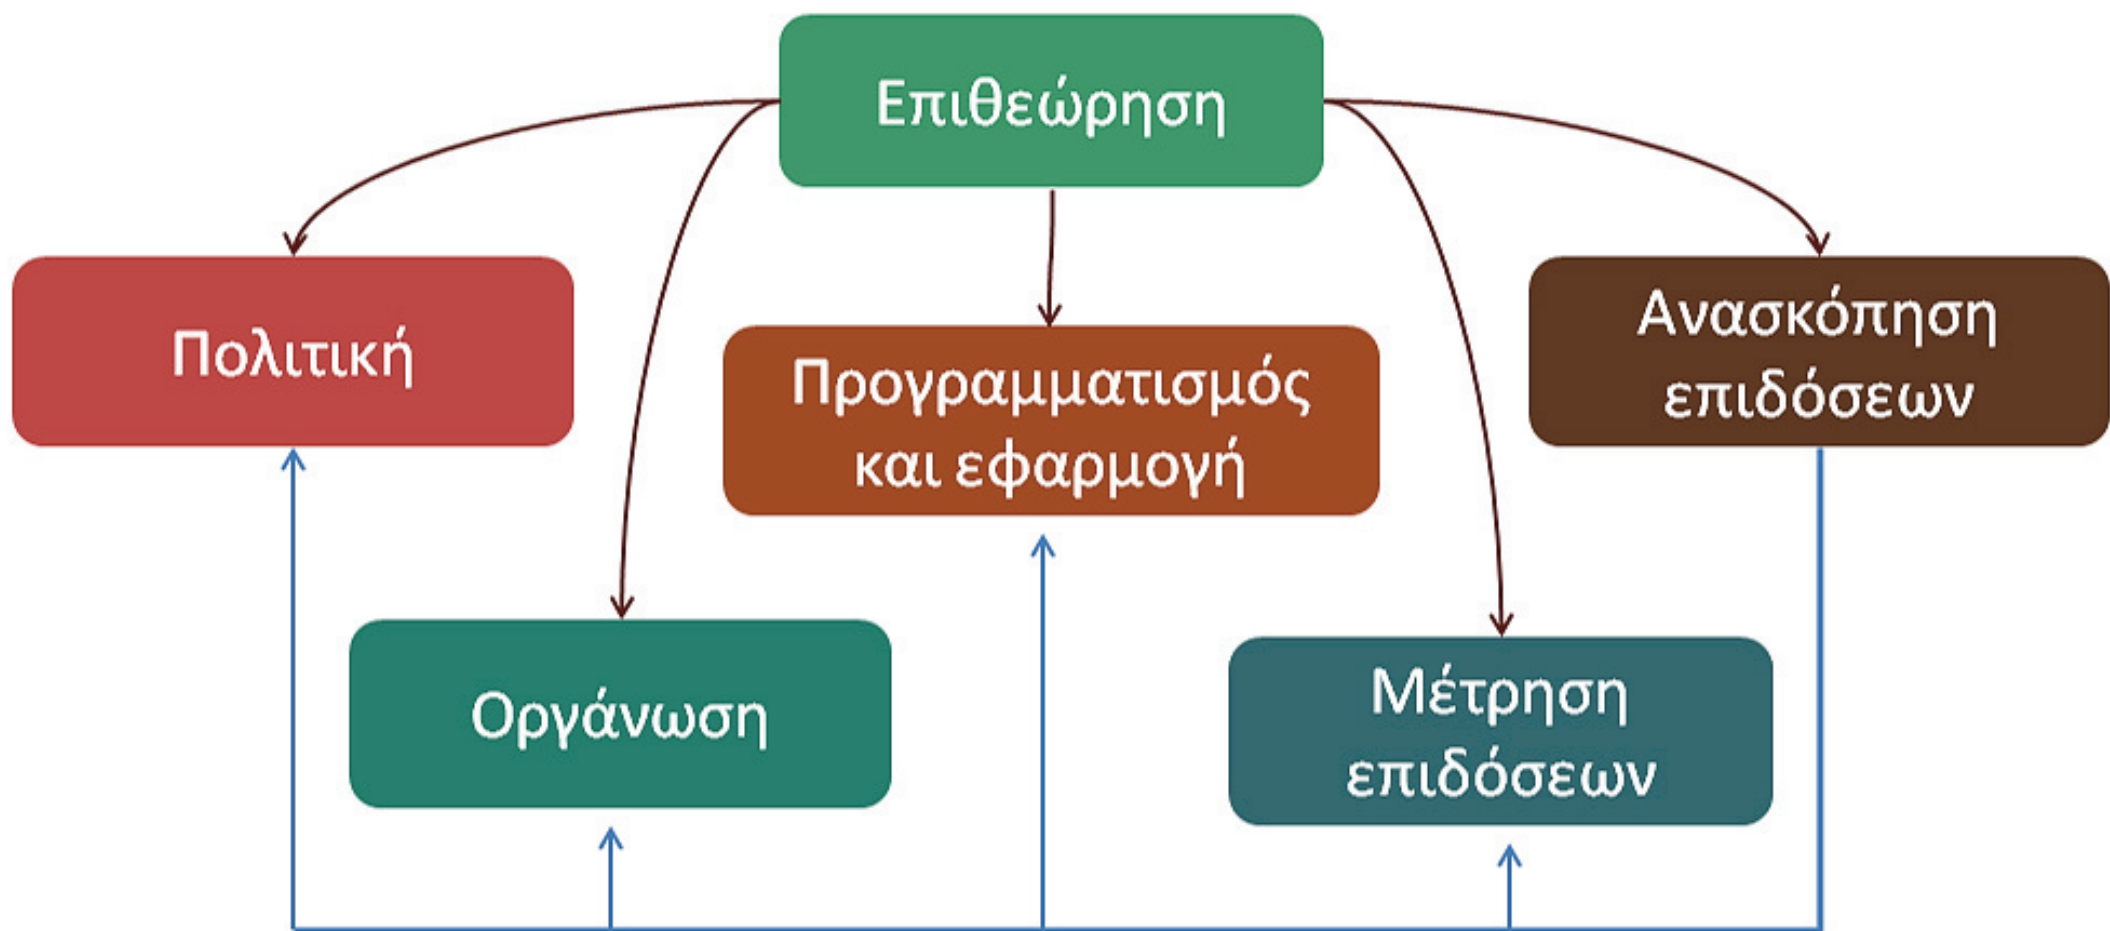 Επιθεώρηση
Πολιτική
Προγραμματισμός
και εφαρμογή
Ανασκόπηση
επιδόσεων
Οργάνωση
Μέτρηση
επιδόσεων